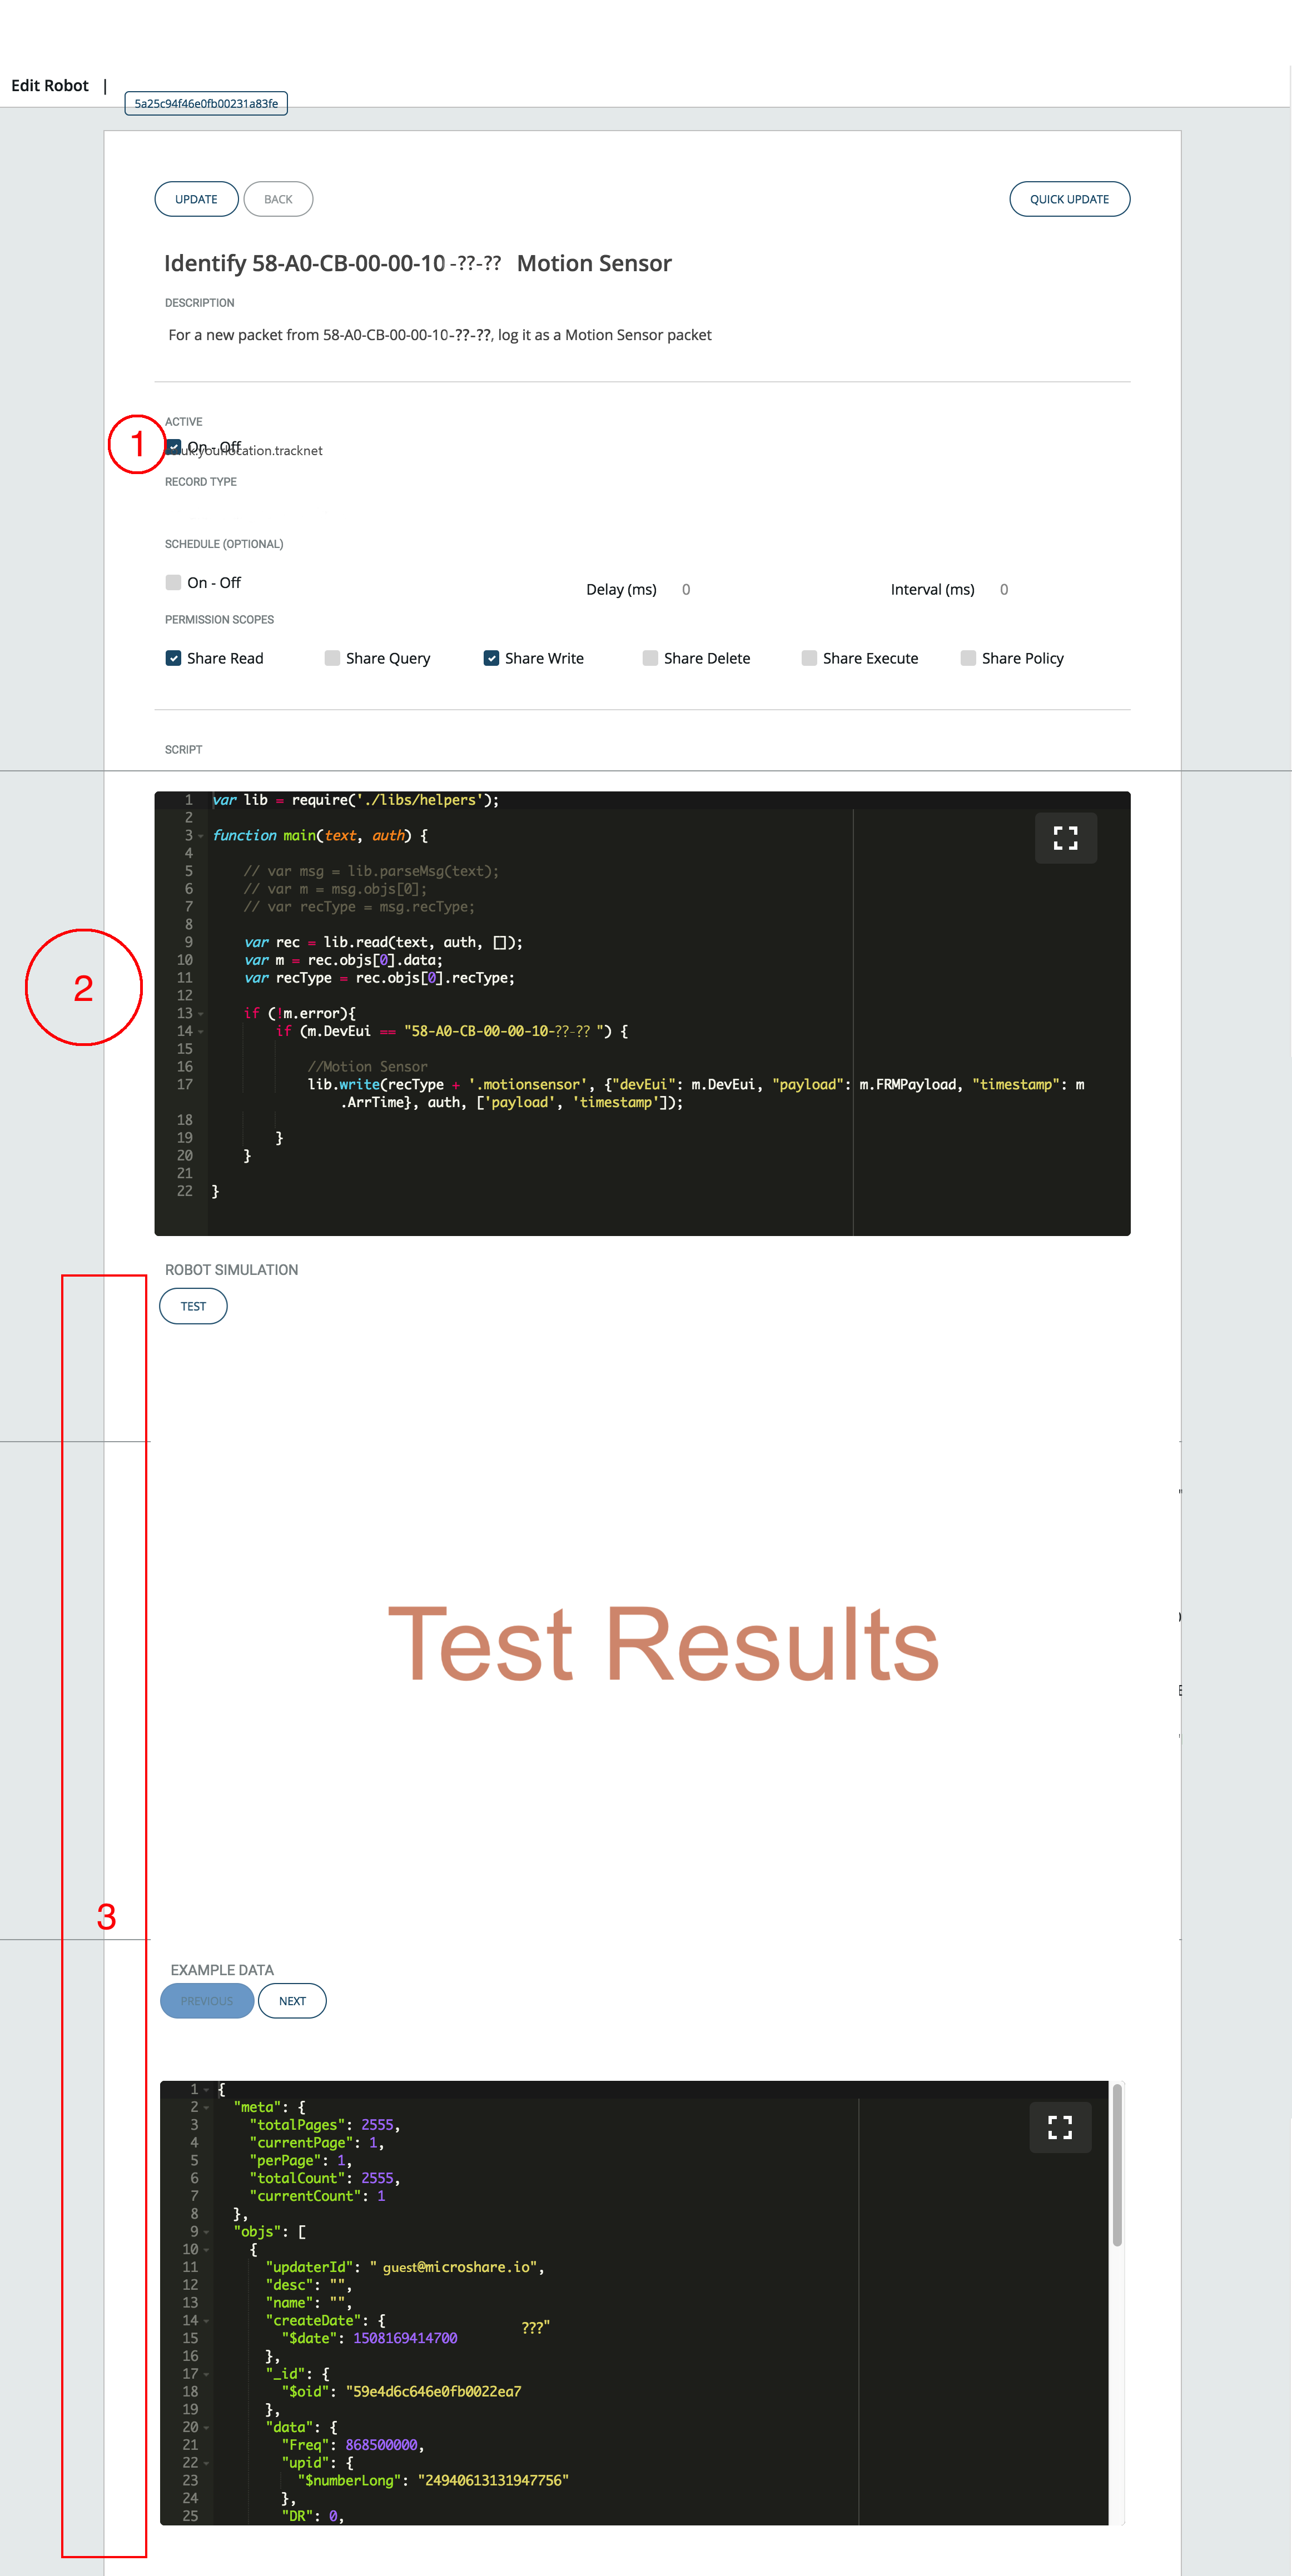 Edit Robot |
5a25c94f46e0fb00231a83fe
UPDATE BACK QUICK UPDATE
Identify 58-A0-CB-00-00-10-??-?? Motion Sensor
DESCRIPTION
For a new packet from 58-A0-CB-00-00-10-??-??, log it as a Motion Sensor packet
ACTIVE
1
On - Off
uk.yourlocation.tracknet
RECORD TYPE
SCHEDULE (OPTIONAL)
On - Off Delay (ms) 0 Interval (ms) 0
PERMISSION SCOPES
Share Read Share Query Share Write Share Delete Share Execute Share Policy
SCRIPT
1 var lib = require('./libs/helpers');
2
3 function main(text, auth) {
4
5 // var msg = lib.parseMsg(text);
6 // var m = msg.objs[0];
7 // var recType = msg.recType;
8
9 var rec = lib.read(text, auth, []);
10 var m = rec.objs[0].data;
11 var recType = rec.objs[0].recType;
12
13 if (!m.error){
14 if (m.DevEui == "58-A0-CB-00-00-10-??-?? ") {
15
16 //Motion Sensor
17 lib.write(recType + '.motionsensor', {"devEui": m.DevEui, "payload": m.FRMPayload, "timestamp": m
.ArrTime}, auth, ['payload', 'timestamp']);
18
19 }
20 }
21
22 }
2
ROBOT SIMULATION
TEST
Test Results
3
EXAMPLE DATA
PREVIOUS NEXT
1 {
2 "meta": {
3 "totalPages": 2555,
4 "currentPage": 1,
5 "perPage": 1,
6 "totalCount": 2555,
7 "currentCount": 1
8 },
9 "objs": [
10 {
11 "updaterId": " guest@microshare.io",
12 "desc": "",
13 "name": "",
14 "createDate": {
???"
15 "$date": 1508169414700
16 },
17 "_id": {
18 "$oid": "59e4d6c646e0fb0022ea7
19 },
20 "data": {
21 "Freq": 868500000,
22 "upid": {
23 "$numberLong": "24940613131947756"
24 },
25 "DR": 0,